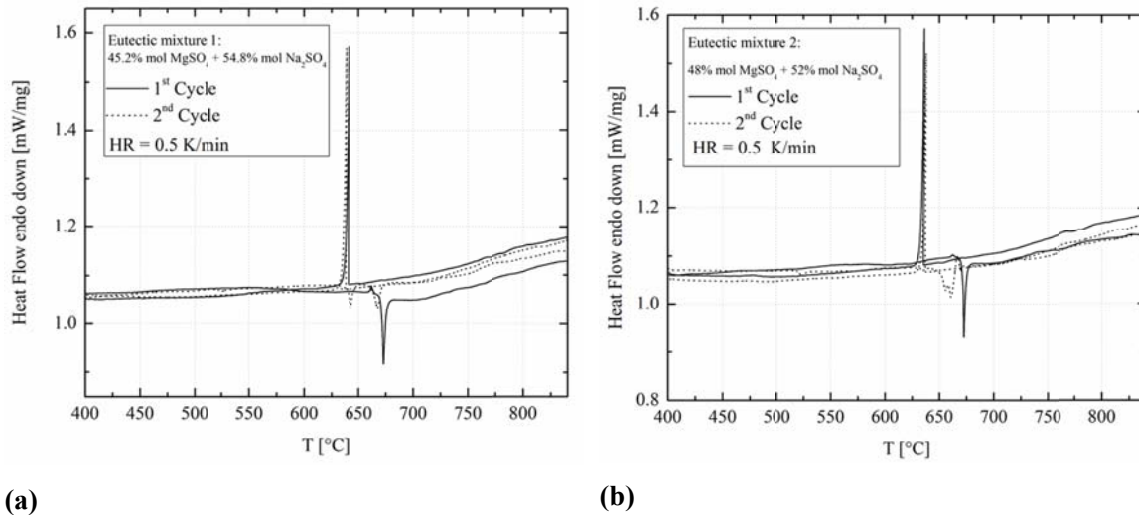 1.6
1.4
1.2
1.0
Heat Flow endo down [mW/mg]
Eutectic mixture 1:
45.2% mol MgSO4 + 54.8% mol Na2SO4
1st Cycle
2nd Cycle
HR = 0.5 K/min
400 450 500 550 600 650 700 750 800
T [°C]
(a)
1.6
1.4
1.2
1.0
0.8
Heat Flow endo down [mW/mg]
Eutectic mixture 2:
48% mol MgSO4 + 52% mol Na2SO4
1st Cycle
2nd Cycle
HR = 0.5 K/min
400 450 500 550 600 650 700 750 800
T [°C]
(b)